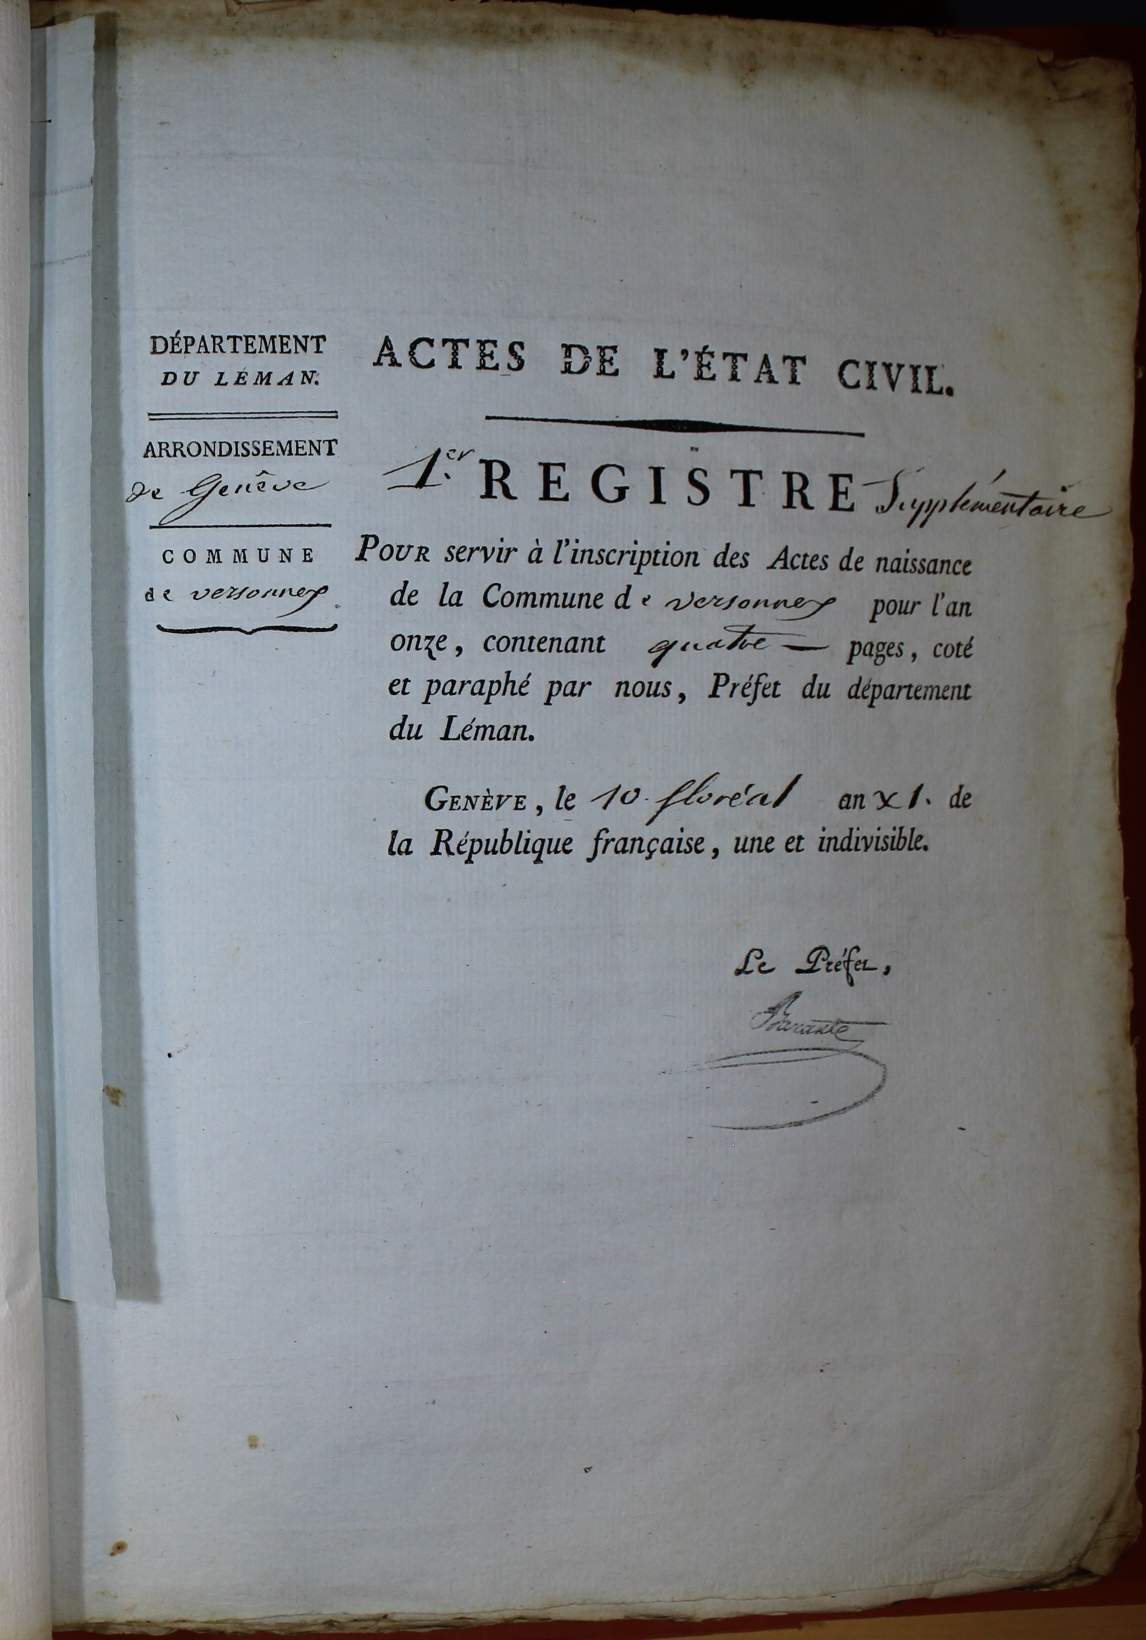 DÉPARTEMENT
DU LÉMAN.
ARRONDISSEMENT
de Genêve
COMMUNE
de versonnex
ACTES DE L'ÉTAT CIVIL.
1.er REGISTRE Supplémentaire
POUR servir à l'inscription des Actes de naissance
de la Commune de versonnex pour l'an
onze, contenant quatre — pages, coté
et paraphé par nous, Préfet du département
du Léman.
GENÈVE, le 10 floréal an XI. de
la République française, une et indivisible.
Le Préfet,
Barante